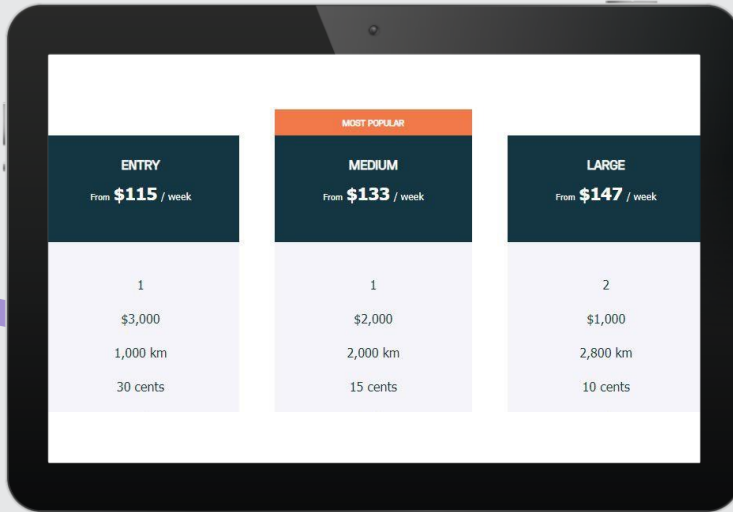 MOST POPULAR
ENTRY
From $115 / week
MEDIUM
From $133 / week
LARGE
From $147 / week
1
1
2
$3,000
$2,000
$1,000
1,000 km
2,000 km
2,800 km
30 cents
15 cents
10 cents